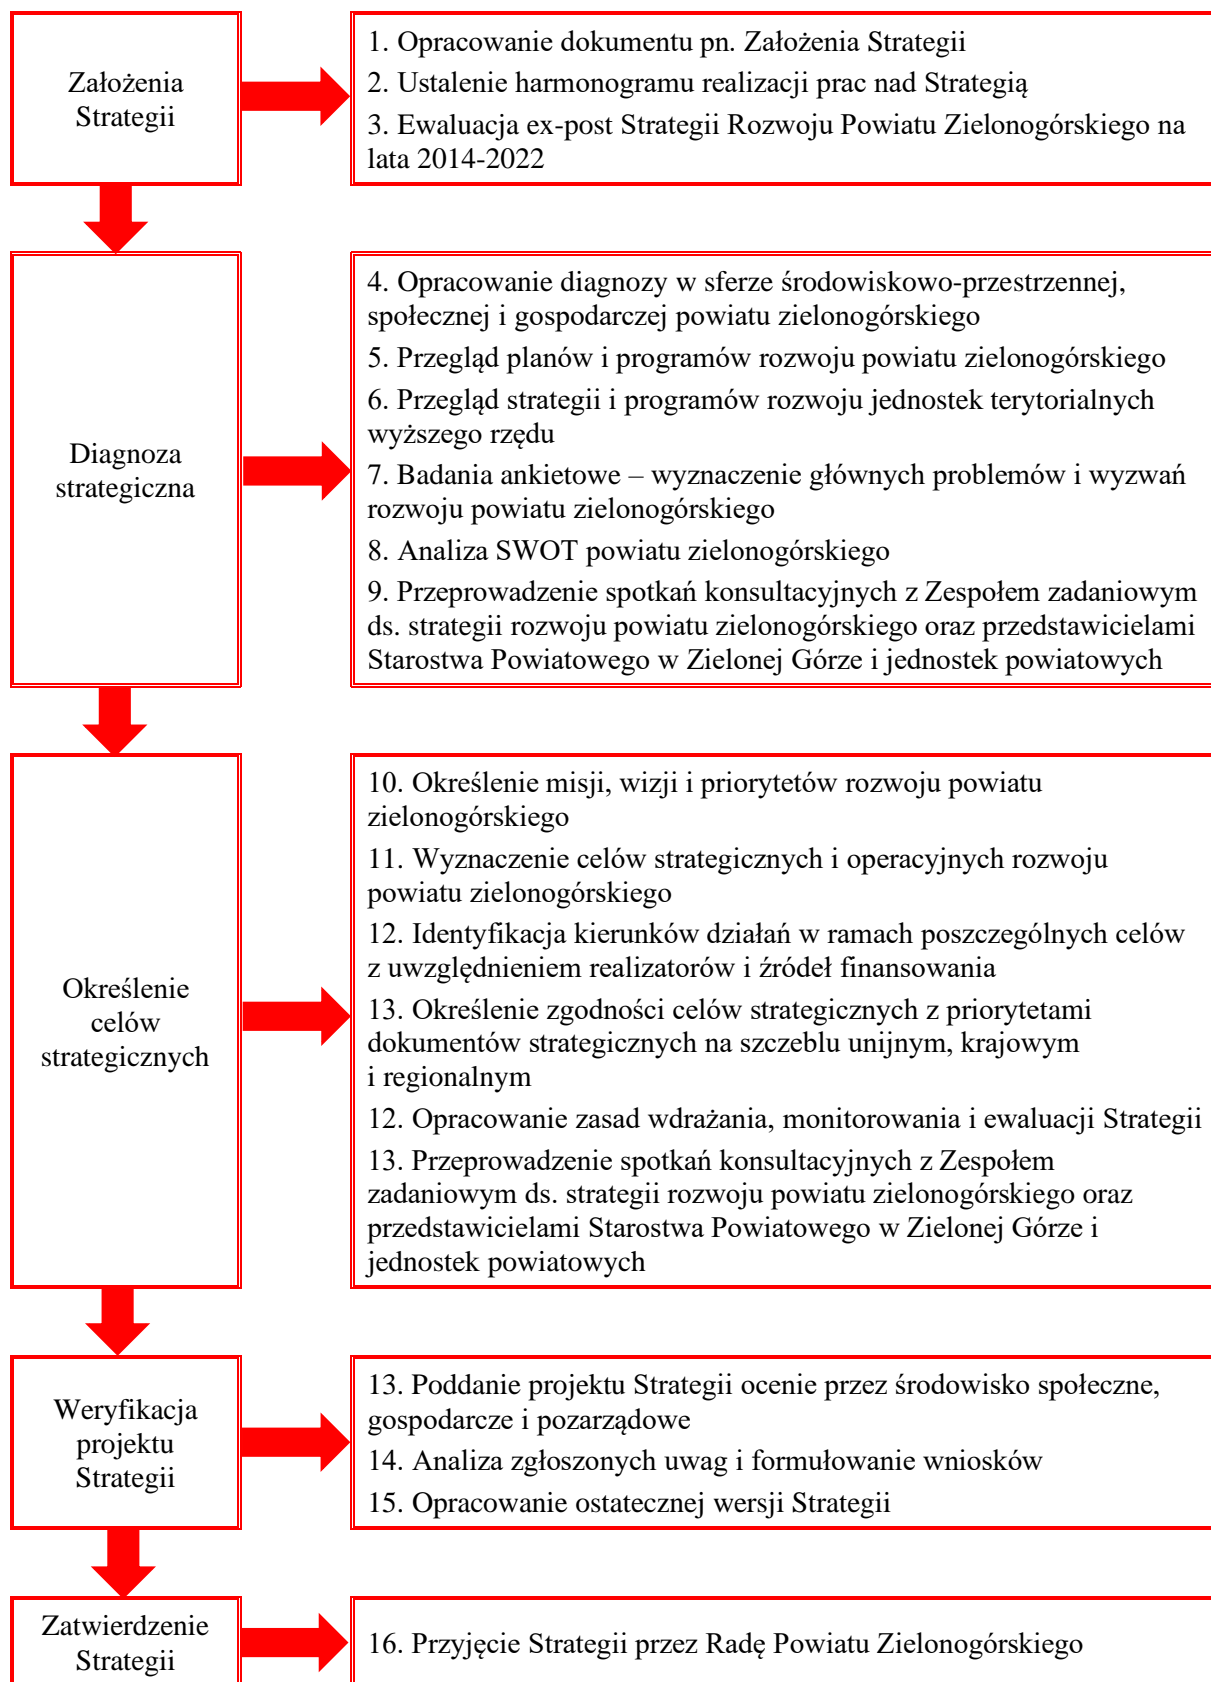 Założenia
Strategii
1. Opracowanie dokumentu pn. Założenia Strategii
2. Ustalenie harmonogramu realizacji prac nad Strategią
3. Ewaluacja ex-post Strategii Rozwoju Powiatu Zielonogórskiego na
lata 2014-2022
Diagnoza
strategiczna
4. Opracowanie diagnozy w sferze środowiskowo-przestrzennej,
społecznej i gospodarczej powiatu zielonogórskiego
5. Przegląd planów i programów rozwoju powiatu zielonogórskiego
6. Przegląd strategii i programów rozwoju jednostek terytorialnych
wyższego rzędu
7. Badania ankietowe – wyznaczenie głównych problemów i wyzwań
rozwoju powiatu zielonogórskiego
8. Analiza SWOT powiatu zielonogórskiego
9. Przeprowadzenie spotkań konsultacyjnych z Zespołem zadaniowym
ds. strategii rozwoju powiatu zielonogórskiego oraz przedstawicielami
Starostwa Powiatowego w Zielonej Górze i jednostek powiatowych
Określenie
celów
strategicznych
10. Określenie misji, wizji i priorytetów rozwoju powiatu
zielonogórskiego
11. Wyznaczenie celów strategicznych i operacyjnych rozwoju
powiatu zielonogórskiego
12. Identyfikacja kierunków działań w ramach poszczególnych celów
z uwzględnieniem realizatorów i źródeł finansowania
13. Określenie zgodności celów strategicznych z priorytetami
dokumentów strategicznych na szczeblu unijnym, krajowym
i regionalnym
12. Opracowanie zasad wdrażania, monitorowania i ewaluacji Strategii
13. Przeprowadzenie spotkań konsultacyjnych z Zespołem
zadaniowym ds. strategii rozwoju powiatu zielonogórskiego oraz
przedstawicielami Starostwa Powiatowego w Zielonej Górze i
jednostek powiatowych
Weryfikacja
projektu
Strategii
13. Poddanie projektu Strategii ocenie przez środowisko społeczne,
gospodarcze i pozarządowe
14. Analiza zgłoszonych uwag i formułowanie wniosków
15. Opracowanie ostatecznej wersji Strategii
Zatwierdzenie
Strategii
16. Przyjęcie Strategii przez Radę Powiatu Zielonogórskiego